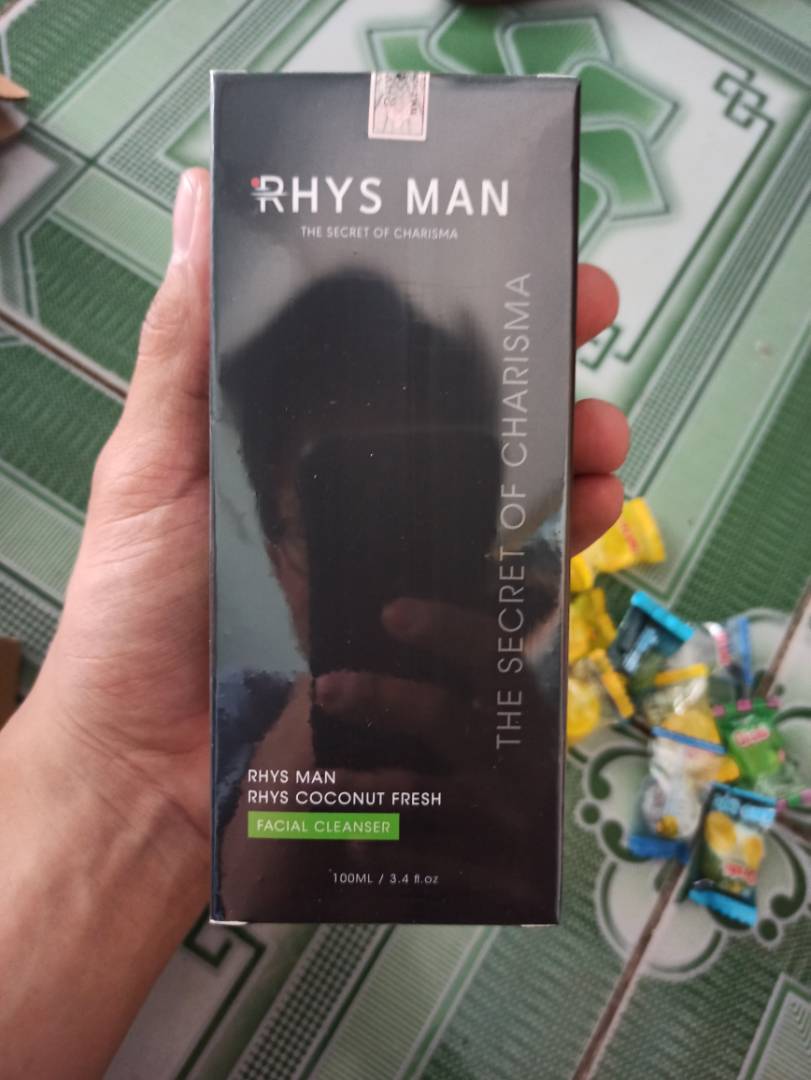 RHYS MAN
THE SECRET OF CHARISMA
THE SECRET OF CHARISMA
RHYS MAN
RHYS COCONUT FRESH
FACIAL CLEANSER
100ML / 3.4 fl.oz